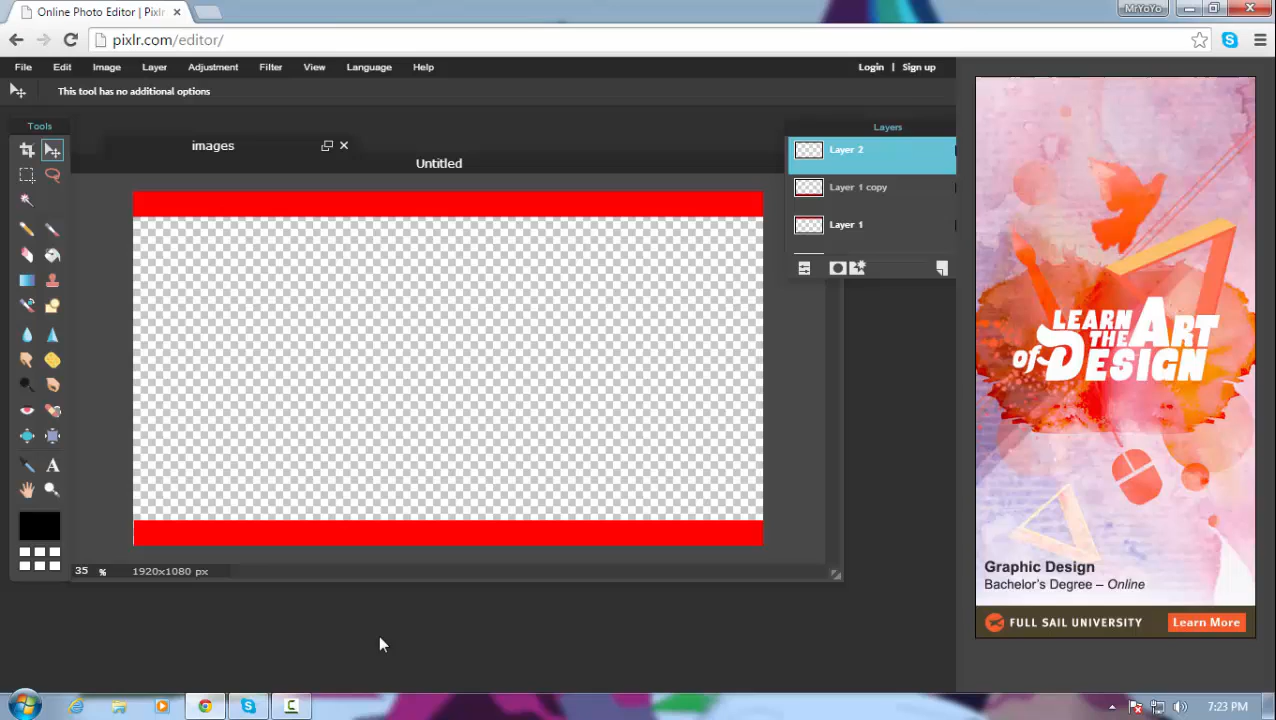 Online Photo Editor | Pixlr
MrYoYo
pixlr.com/editor/
File Edit Image Layer Adjustment Filter View Language Help Login | Sign up
This tool has no additional options
Tools
Layers
images
Untitled
Layer 2
Layer 1 copy
Layer 1
35 % 1920x1080 px
LEARN THE ART
of DESIGN
Graphic Design
Bachelor's Degree – Online
FULL SAIL UNIVERSITY Learn More
7:23 PM